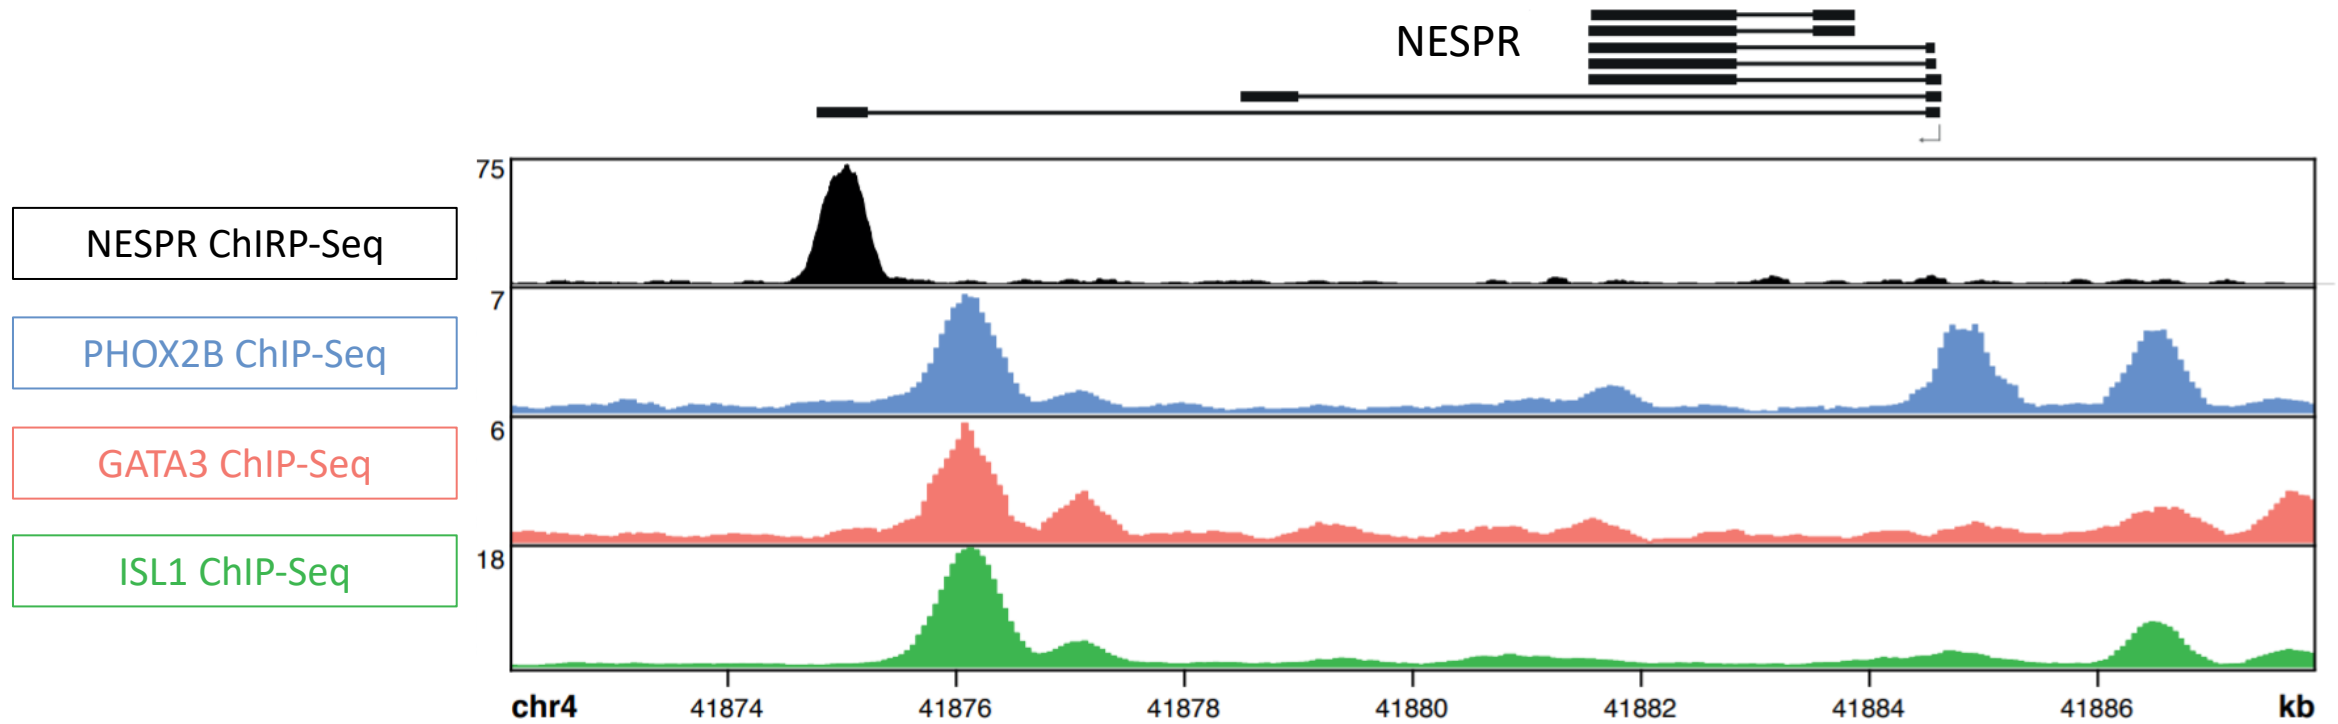 NESPR
75
NESPR ChIRP-Seq
7
PHOX2B ChIP-Seq
6
GATA3 ChIP-Seq
18
ISL1 ChIP-Seq
chr4 41874 41876 41878 41880 41882 41884 41886 kb